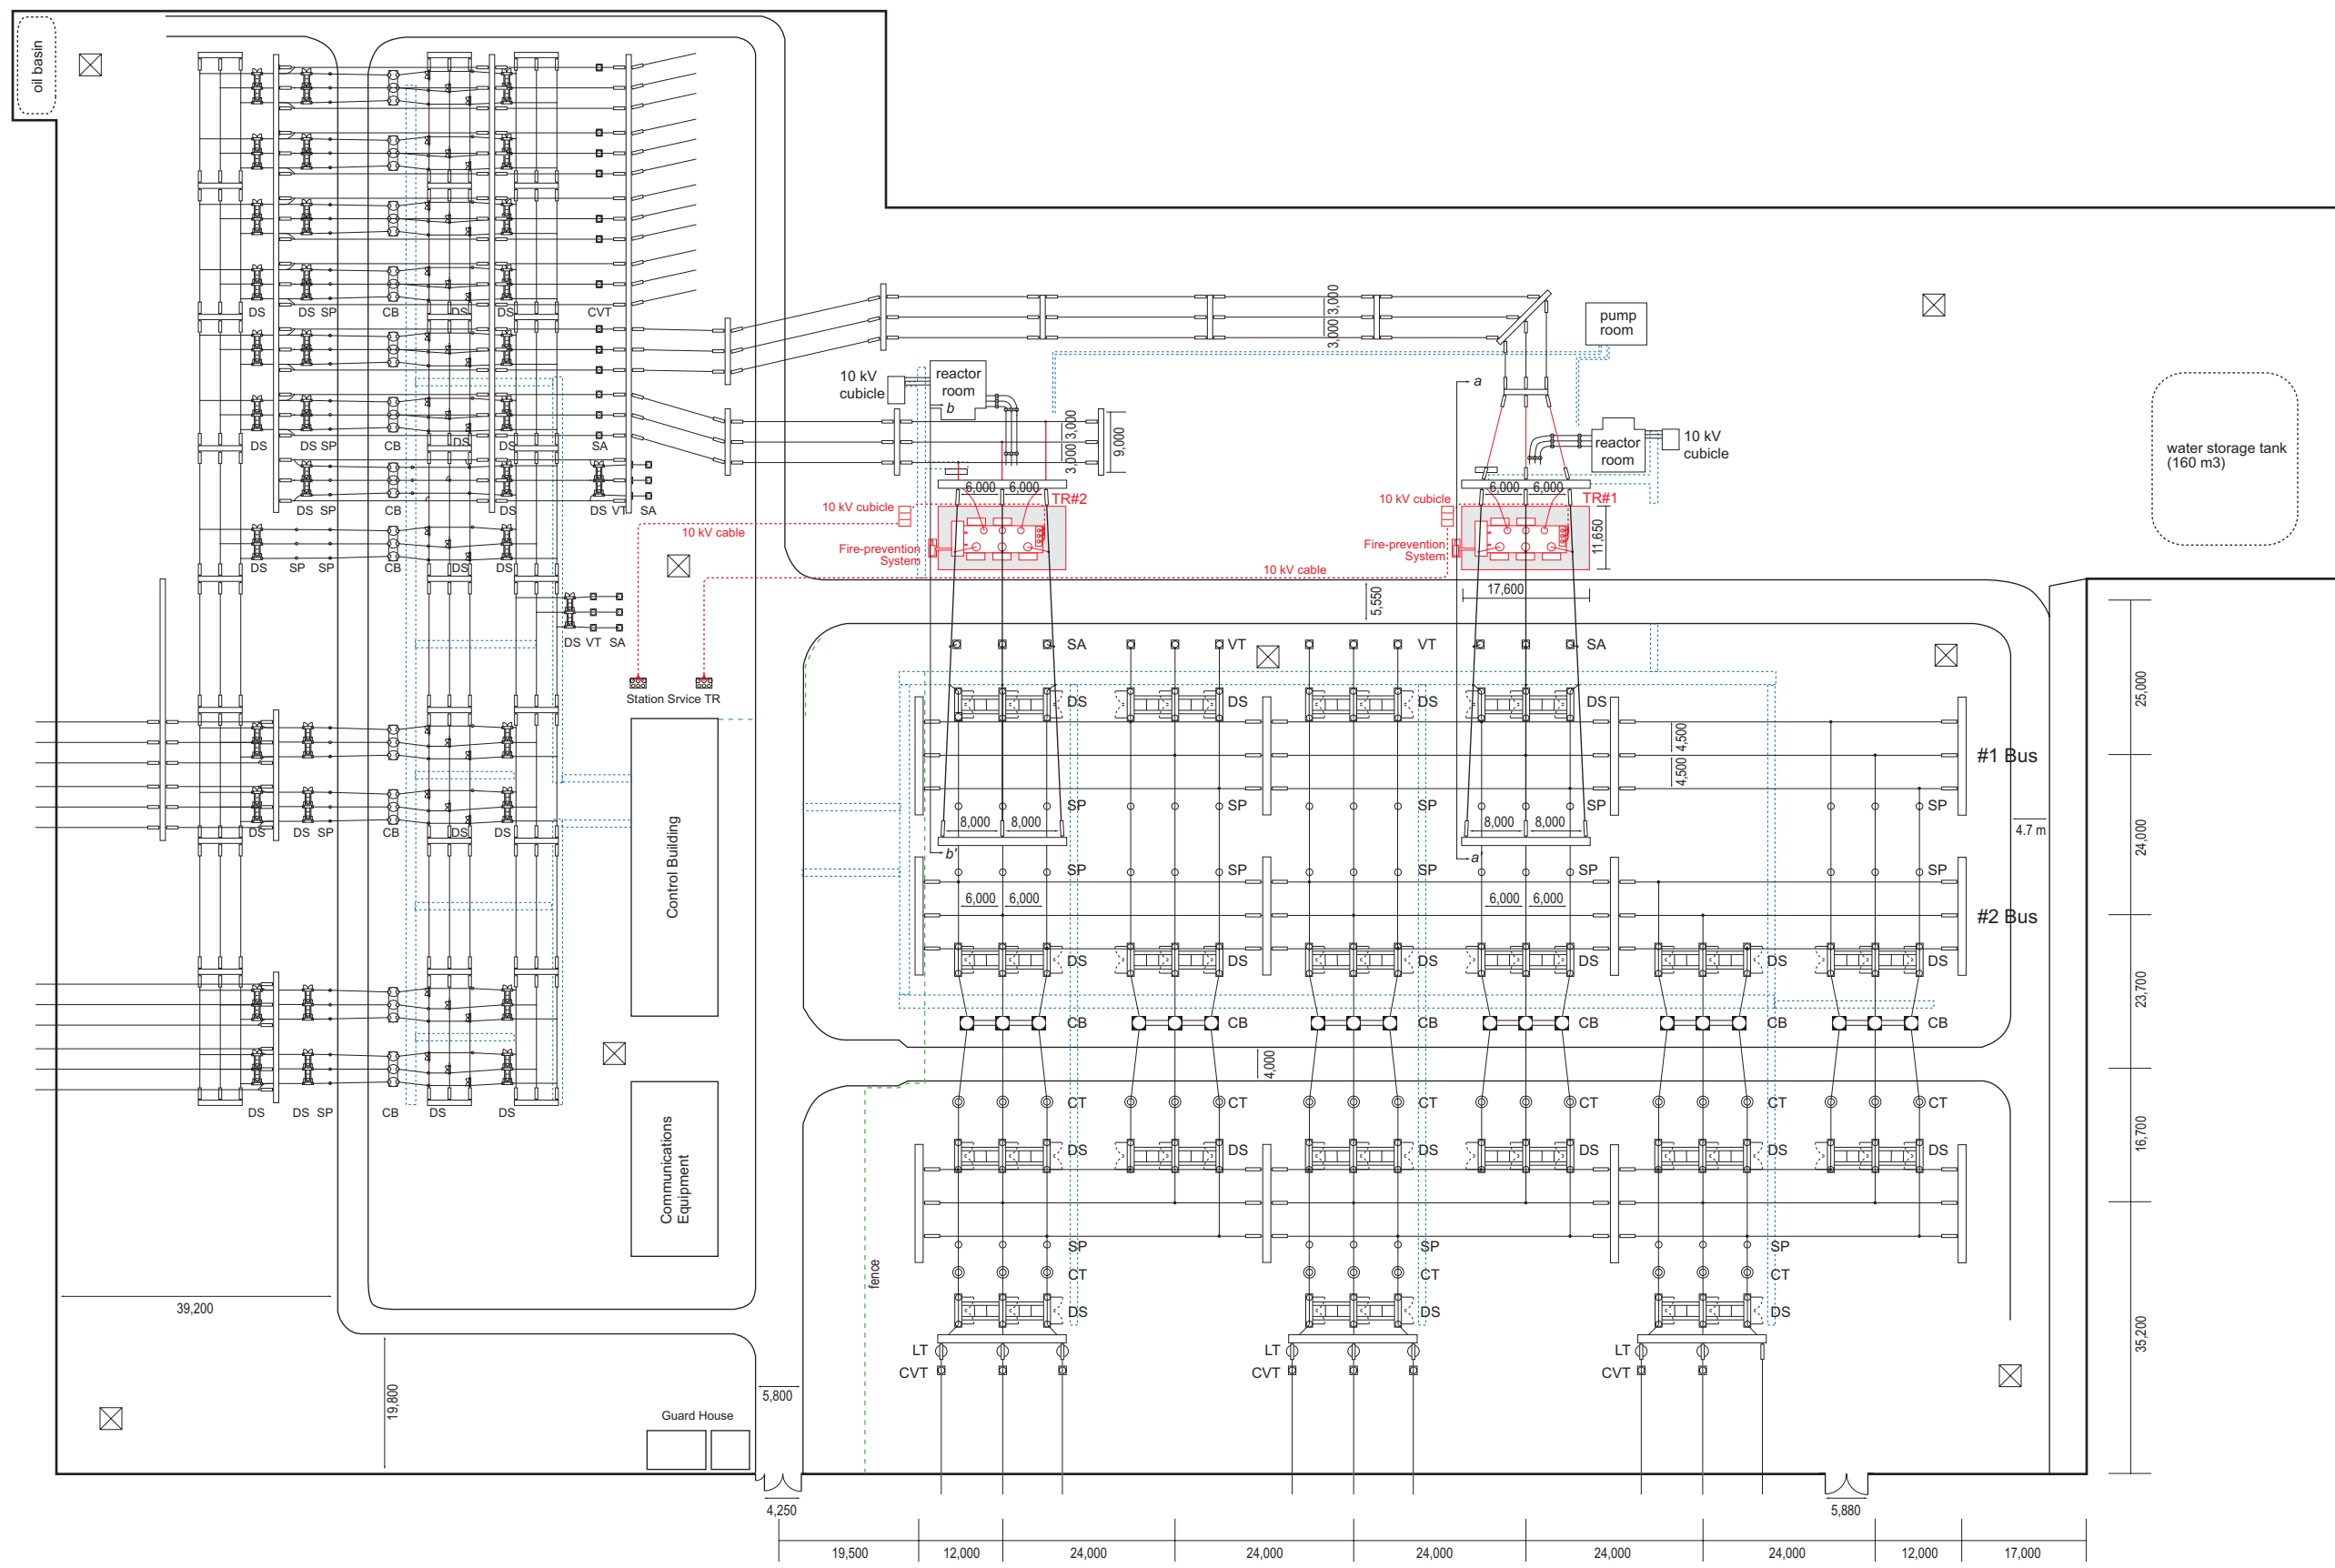 oil basin
DS
DS SP
CB
DS
DS
CVT
3,000 3,000
pump
room
10 kV
cubicle
reactor
room
b
a
3,000 3,000
9,000
reactor
room
10 kV
cubicle
water storage tank
(160 m3)
DS
DS SP
CB
DS
DS
SA
6,000 6,000
TR#2
6,000 6,000
TR#1
DS SP
CB
DS
DS VT SA
10 kV cubicle
10 kV cubicle
10 kV cable
11,650
Fire-prevention
System
Fire-prevention
System
DS
SP SP
CB
DS
DS
10 kV cable
5,550
17,600
DS VT SA
SA
VT
VT
SA
Station Srvice TR
DS
DS
DS
DS
25,000
4,500
4,500
#1 Bus
SP
SP
SP
SP
SP
DS
DS SP
CB
DS
DS
8,000 8,000
8,000 8,000
4.7 m
24,000
b'
a'
Control Building
SP
SP
SP
SP
SP
6,000 6,000
6,000 6,000
#2 Bus
DS
DS
DS
DS
DS
DS
23,700
CB
CB
CB
CB
CB
CB
4,000
CT
CT
CT
CT
CT
CT
DS
DS SP
CB
DS
DS
Communications
Equipment
DS
DS
DS
DS
DS
DS
16,700
SP
SP
SP
fence
CT
CT
CT
39,200
DS
DS
DS
35,200
LT
LT
LT
CVT
CVT
CVT
19,800
5,800
Guard House
4,250
5,880
19,500
12,000
24,000
24,000
24,000
24,000
24,000
12,000
17,000